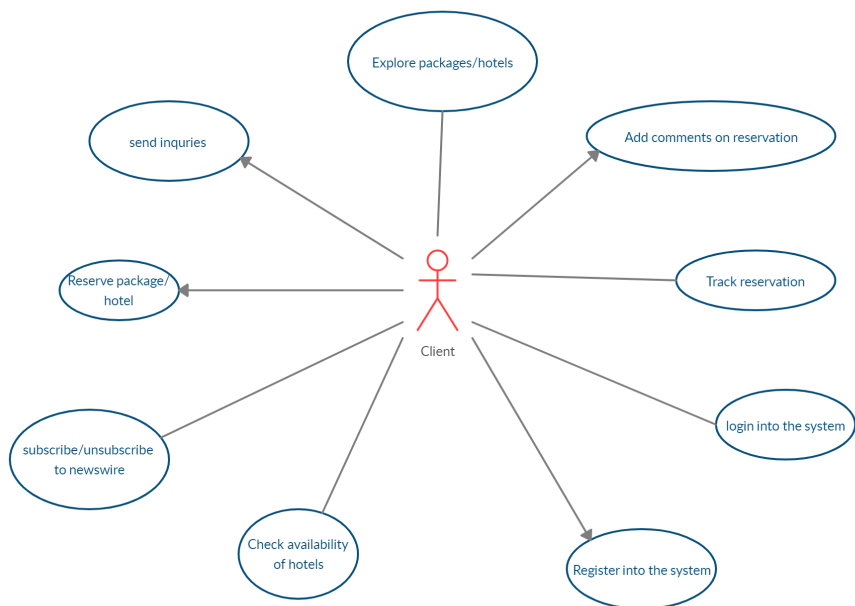 Explore packages/hotels
send inquries
Add comments on reservation
Reserve package/
hotel
Track reservation
Client
login into the system
subscribe/unsubscribe
to newswire
Check availability
of hotels
Register into the system